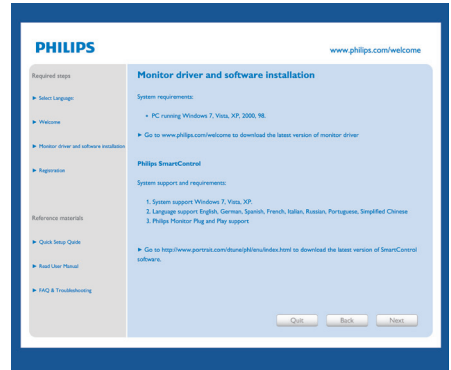 PHILIPS
www.philips.com/welcome
Required steps
Select Language:
Welcome
Monitor driver and software installation
Registration
Reference materials
Quick Setup Guide
Read User Manual
FAQ & Troubleshooting
Monitor driver and software installation
System requirements:
• PC running Windows 7, Vista, XP, 2000, 98.
Go to www.philips.com/welcome to download the latest version of monitor driver
Philips SmartControl
System support and requirements:
1. System support Windows 7, Vista, XP.
2. Language support English, German, Spanish, French, Italian, Russian, Portuguese, Simplified Chinese
3. Philips Monitor Plug and Play support
Go to http://www.portrait.com/dtune/phl/enu/index.html to download the latest version of SmartControl
software.
Quit
Back
Next